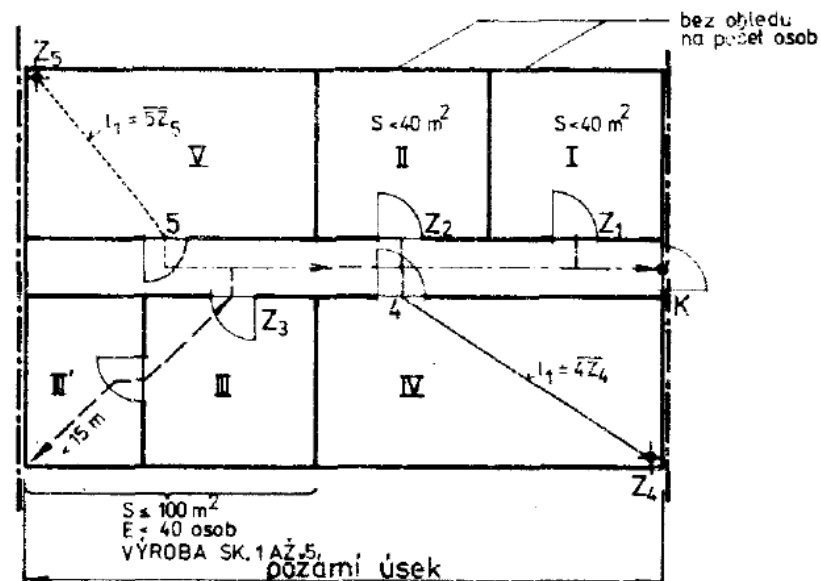 bez ohledu
na počet osob
Z5
l1 = 5Z5
S < 40 m²
S < 40 m²
V
II
I
5
Z2
Z1
K
Z3
4
III'
III
IV
l1 = 4Z4
< 15 m
Z4
S ≤ 100 m²
E < 40 osob
VÝROBA SK. 1 AŽ 5.
požární úsek